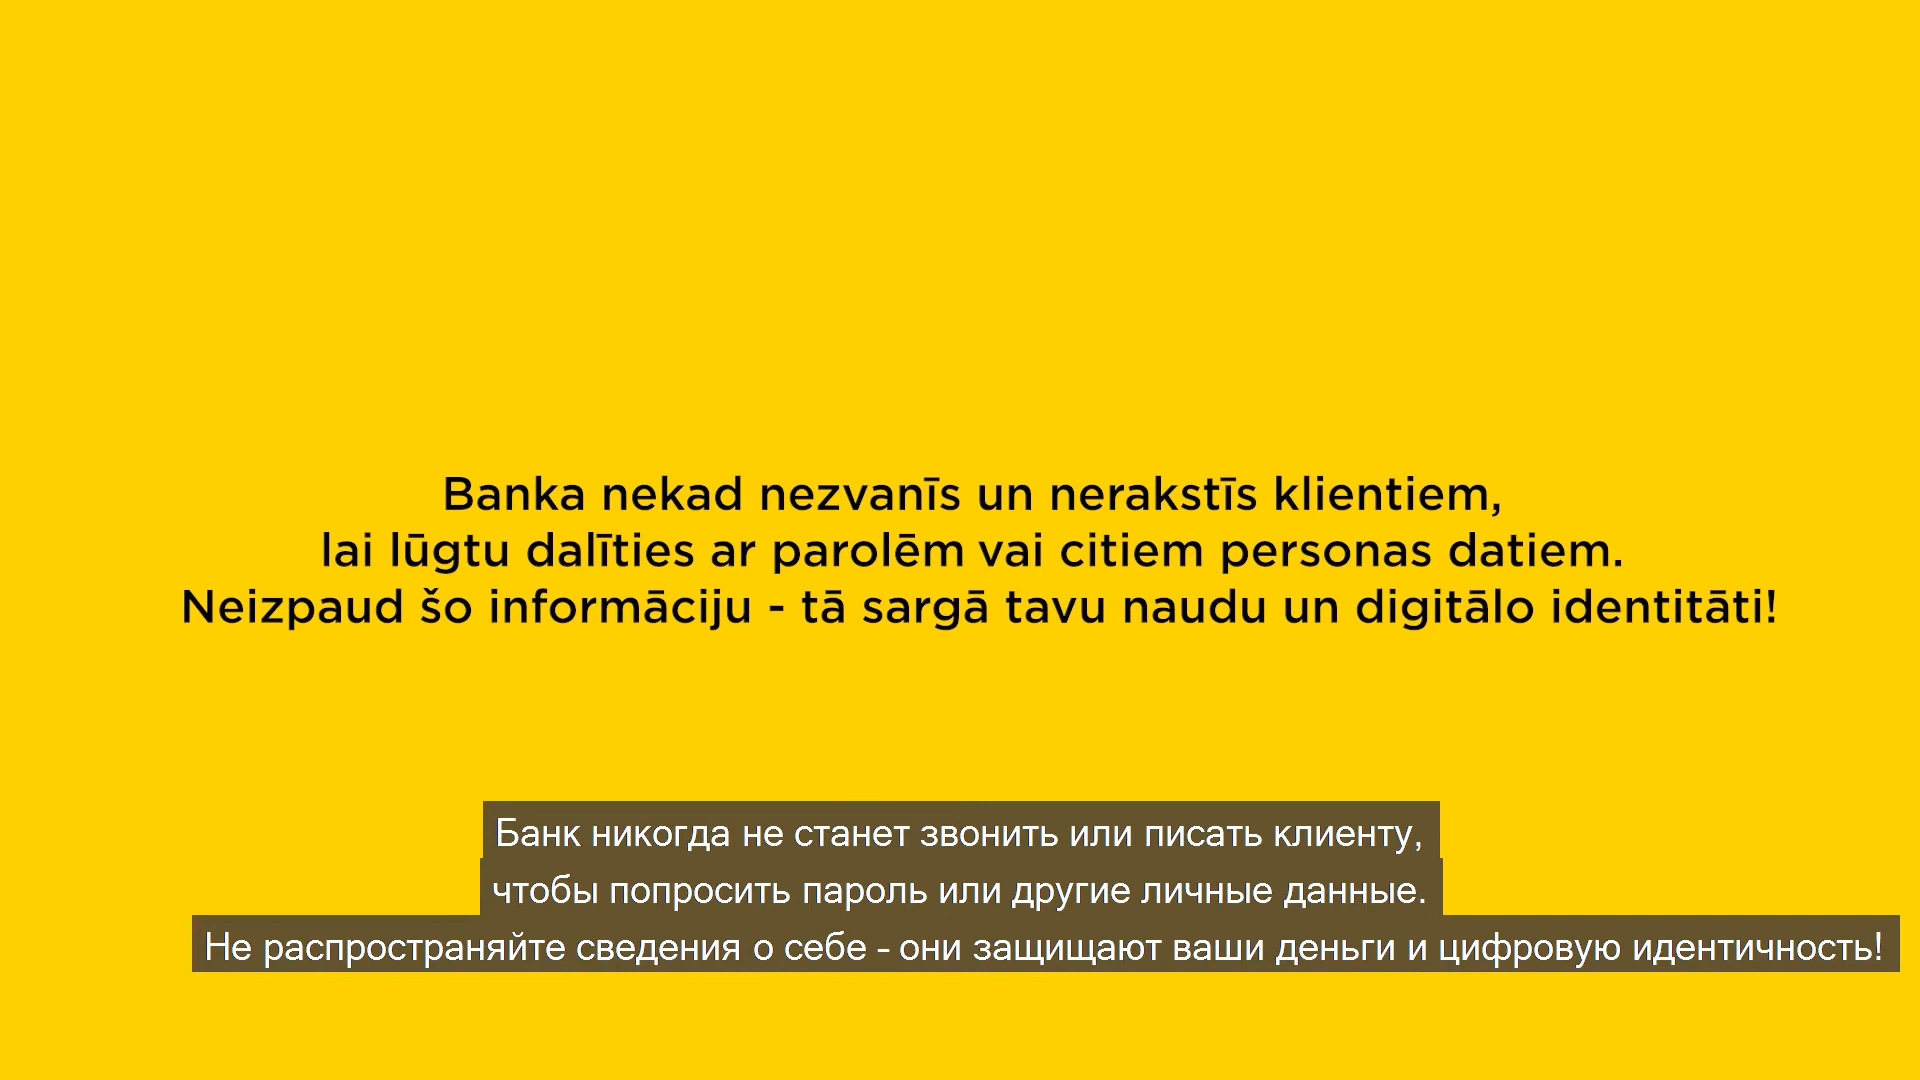 Banka nekad nezvanīs un nerakstīs klientiem,
lai lūgtu dalīties ar parolēm vai citiem personas datiem.
Neizpaud šo informāciju - tā sargā tavu naudu un digitālo identitāti!
Банк никогда не станет звонить или писать клиенту,
чтобы попросить пароль или другие личные данные.
Не распространяйте сведения о себе - они защищают ваши деньги и цифровую идентичность!